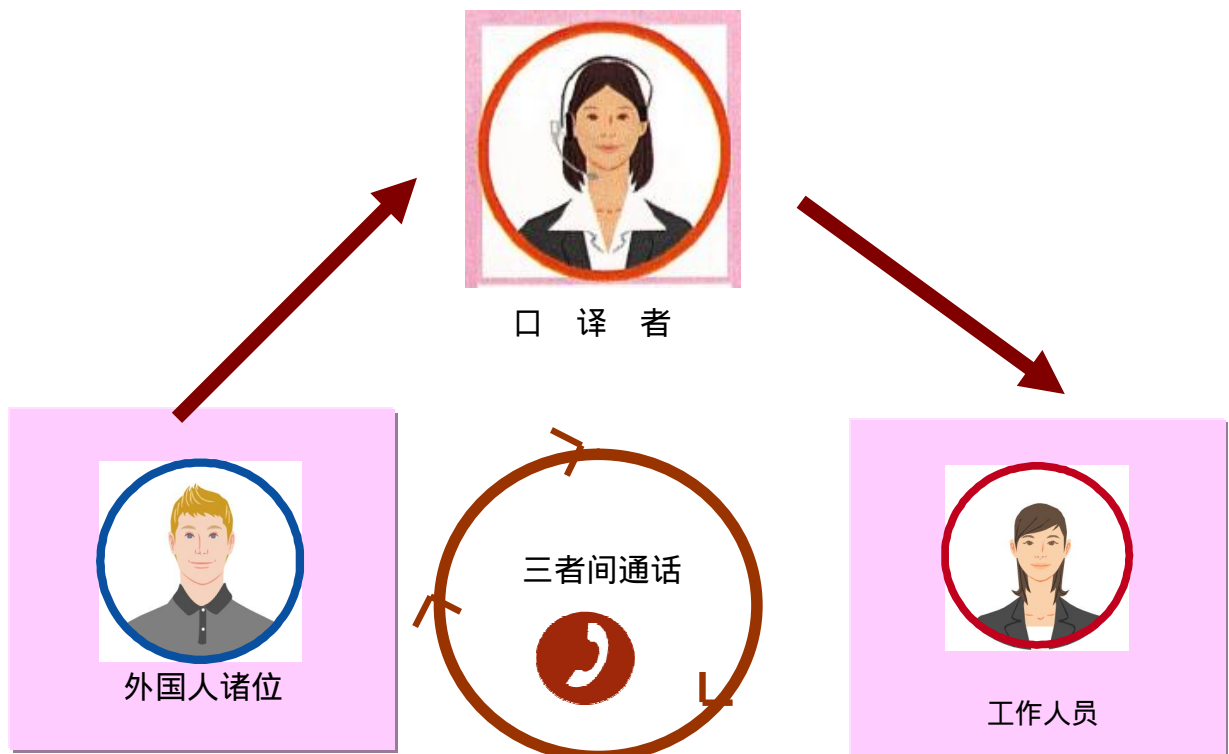 口 译 者
三者间通话
外国人诸位
工作人员